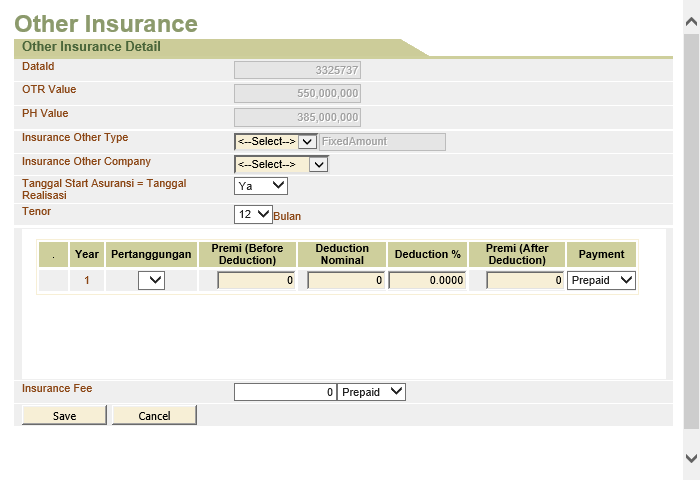 Other Insurance
Other Insurance Detail
DataId 3325737
OTR Value 550,000,000
PH Value 385,000,000
Insurance Other Type <--Select--> FixedAmount
Insurance Other Company <--Select-->
Tanggal Start Asuransi = Tanggal
Realisasi Ya
Tenor 12 Bulan
. Year Pertanggungan Premi (Before Deduction) Deduction Nominal Deduction % Premi (After Deduction) Payment
1 0 0 0.0000 0 Prepaid
Insurance Fee 0 Prepaid
Save Cancel